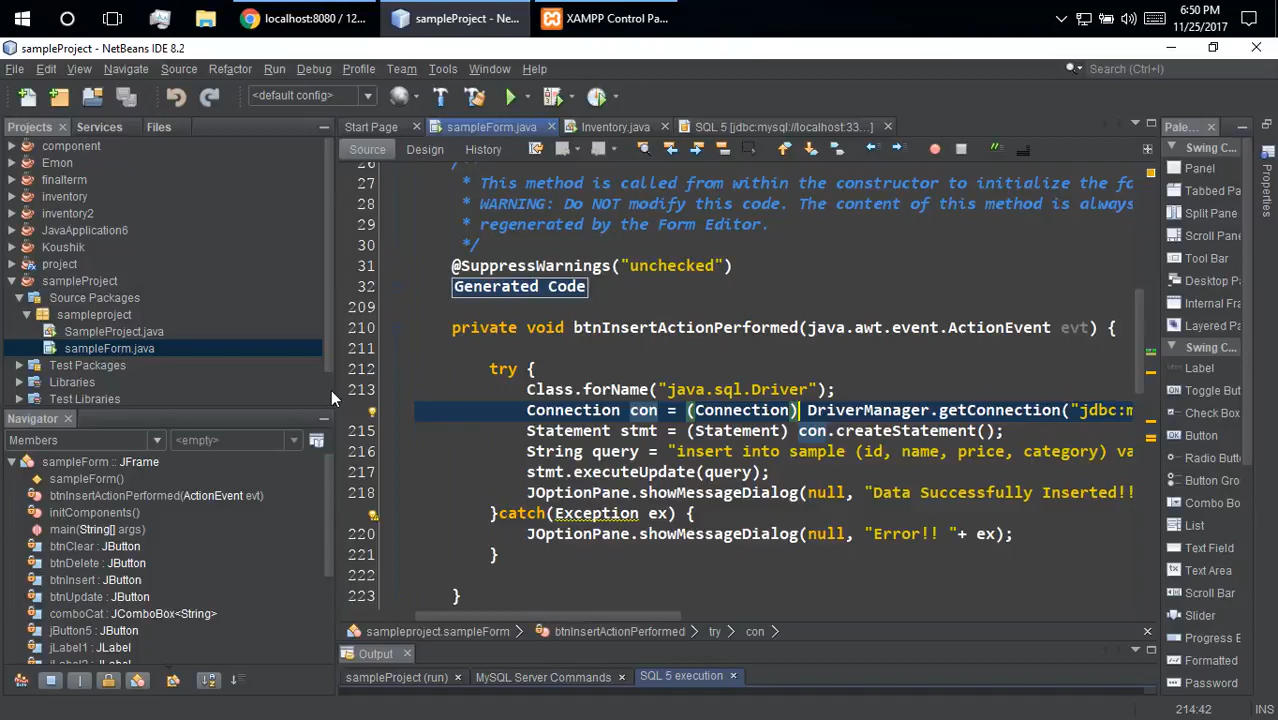 localhost:8080 / 12...
sampleProject - Ne...
XAMPP Control Pa...
6:50 PM
11/25/2017
sampleProject - NetBeans IDE 8.2
File Edit View Navigate Source Refactor Run Debug Profile Team Tools Window Help
Search (Ctrl+I)
<default config>
Projects Services Files
Start Page sampleForm.java Inventory.java SQL 5 [jdbc:mysql://localhost:33...]
Pale...
Source Design History
component
Emon
finalterm
inventory
inventory2
JavaApplication6
Koushik
project
sampleProject
Source Packages
sampleproject
SampleProject.java
sampleForm.java
Test Packages
Libraries
Test Libraries
Navigator
Members <empty>
sampleForm :: JFrame
sampleForm()
btnInsertActionPerformed(ActionEvent evt)
initComponents()
main(String[] args)
btnClear : JButton
btnDelete : JButton
btnInsert : JButton
btnUpdate : JButton
comboCat : JComboBox<String>
jButton5 : JButton
jLabel1 : JLabel
26 /**
27 * This method is called from within the constructor to initialize the fo
28 * WARNING: Do NOT modify this code. The content of this method is always
29 * regenerated by the Form Editor.
30 */
31 @SuppressWarnings("unchecked")
32 Generated Code
209
210 private void btnInsertActionPerformed(java.awt.event.ActionEvent evt) {
211
212 try {
213 Class.forName("java.sql.Driver");
Connection con = (Connection) DriverManager.getConnection("jdbc:m
215 Statement stmt = (Statement) con.createStatement();
216 String query = "insert into sample (id, name, price, category) va
217 stmt.executeUpdate(query);
218 JOptionPane.showMessageDialog(null, "Data Successfully Inserted!!
}catch(Exception ex) {
220 JOptionPane.showMessageDialog(null, "Error!! "+ ex);
221 }
222
223 }
sampleproject.sampleForm btnInsertActionPerformed try con
Output
sampleProject (run) MySQL Server Commands SQL 5 execution
Swing C...
Panel
Tabbed Pa
Split Pane
Scroll Pan
Tool Bar
Desktop P
Internal Fr
Layered Pa
Swing C...
Label
Toggle But
Check Box
Button
Radio Butt
Button Gro
Combo Bo
List
Text Field
Text Area
Scroll Bar
Slider
Progress B
Formatted
Password
Properties
214:42 INS